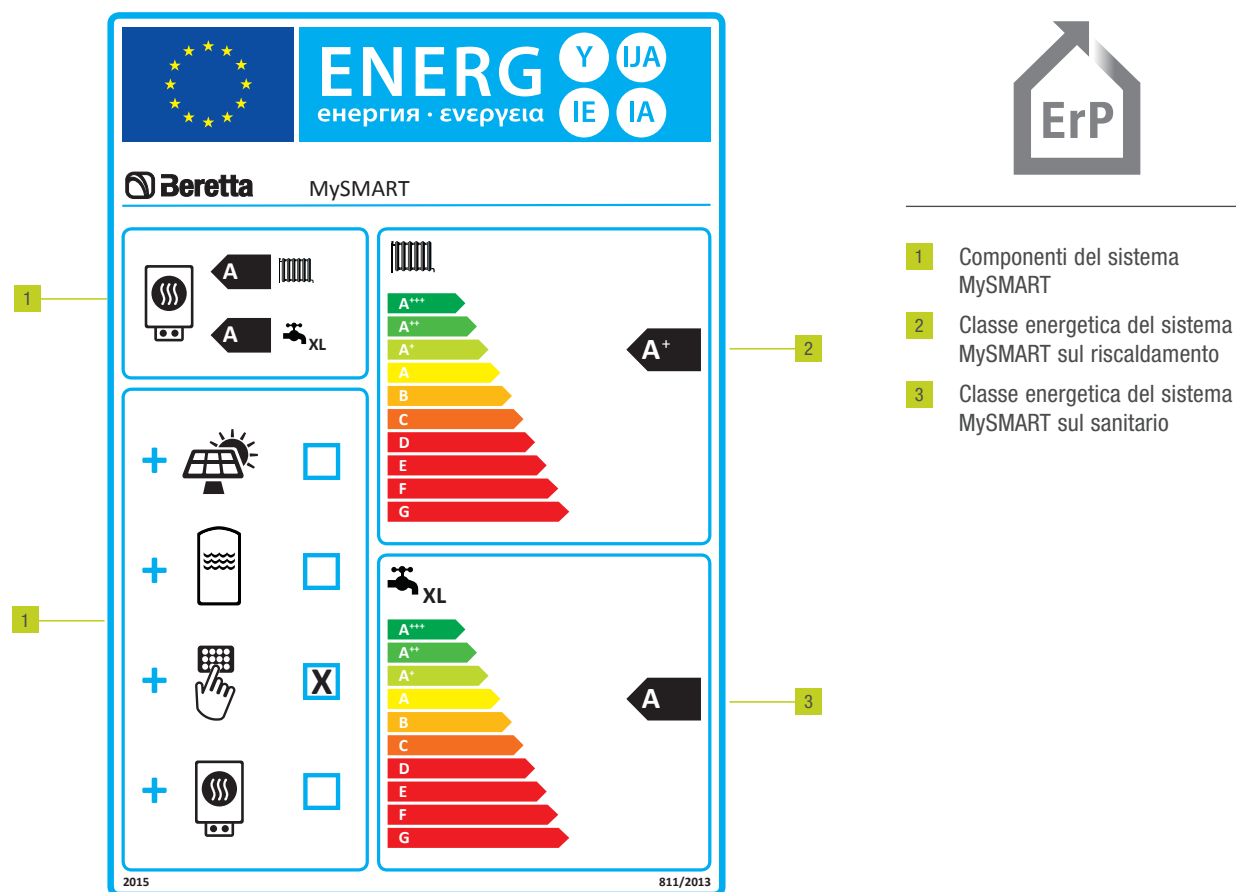 ENERG Y IJA
енергия · ενεργεια IE IA
Beretta MySMART
A
A XL
1
+
+
+ X
+
1
A+++
A++
A+
A
B
C
D
E
F
G
A+
2
XL
A+++
A++
A+
A
B
C
D
E
F
G
A
3
2015 811/2013
ErP
1 Componenti del sistema
MySMART
2 Classe energetica del sistema
MySMART sul riscaldamento
3 Classe energetica del sistema
MySMART sul sanitario